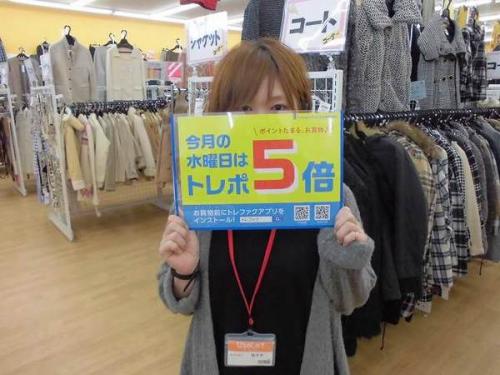 ジャケット
コート
ポイントたまる、お買物♪
今月の
水曜日は
トレポ
5倍
お買物前にトレファクアプリを
インストール!